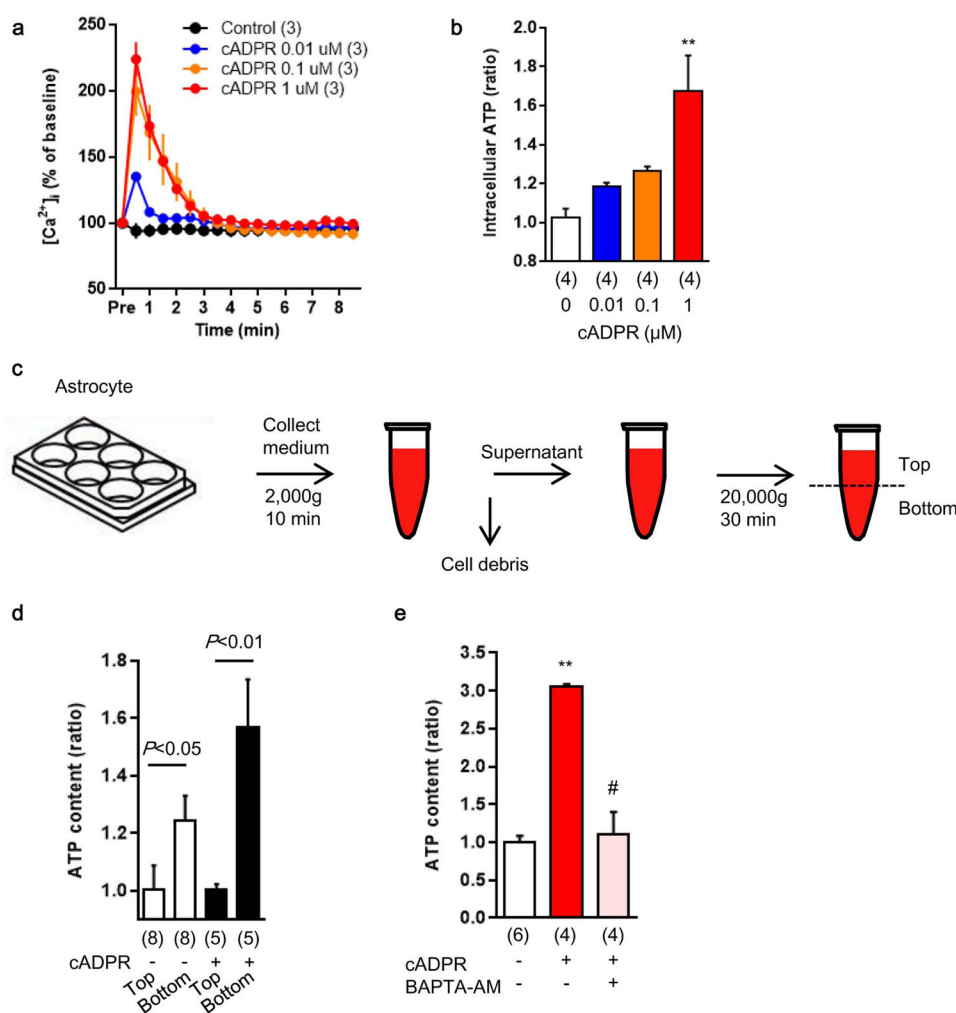 a
Control (3)
cADPR 0.01 uM (3)
cADPR 0.1 uM (3)
cADPR 1 uM (3)
[Ca²⁺]i (% of baseline)
250
200
150
100
50
Pre 1 2 3 4 5 6 7 8
Time (min)
b
**
Intracellular ATP (ratio)
2.0
1.8
1.6
1.4
1.2
1.0
0.8
(4) (4) (4) (4)
0 0.01 0.1 1
cADPR (µM)
c
Astrocyte
Collect
medium
2,000g
10 min
Supernatant
Cell debris
20,000g
30 min
Top
Bottom
d
P<0.01
P<0.05
ATP content (ratio)
1.8
1.6
1.4
1.2
1.0
(8) (8) (5) (5)
cADPR - - + +
Top Bottom Top Bottom
e
**
#
ATP content (ratio)
3.5
3.0
2.5
2.0
1.5
1.0
0.5
0.0
(6) (4) (4)
cADPR - + +
BAPTA-AM - - +